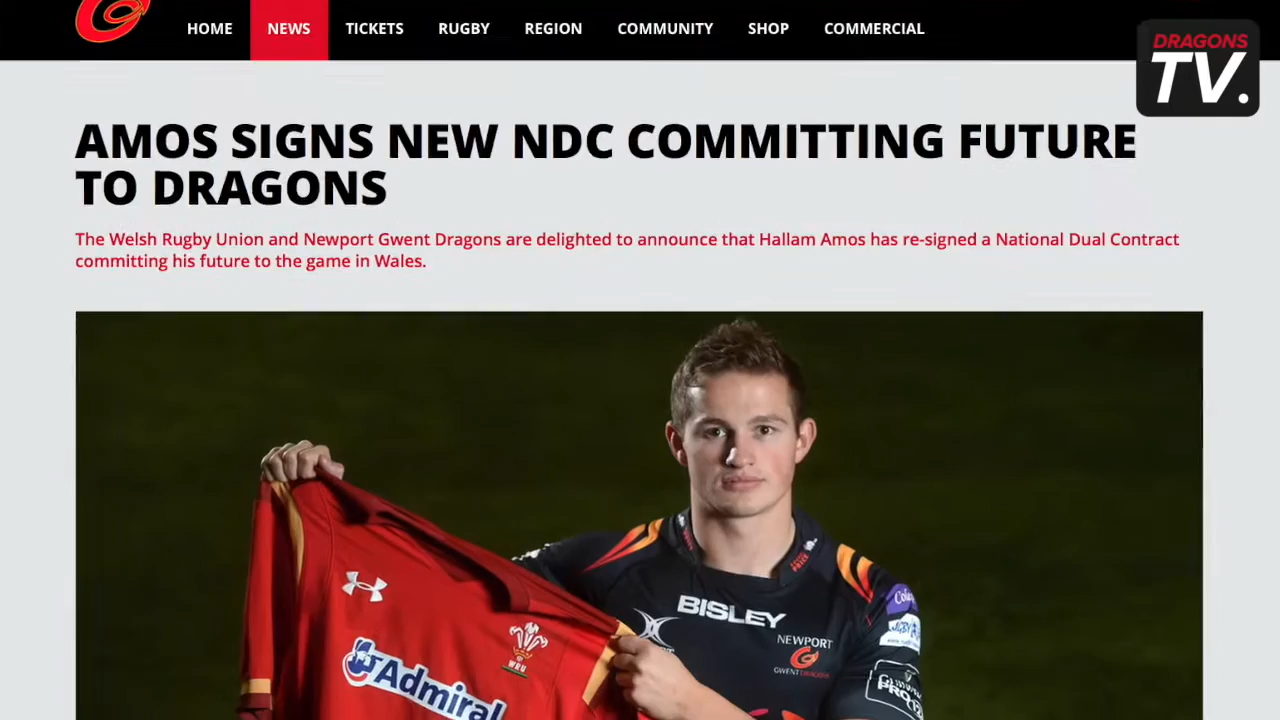 HOME NEWS TICKETS RUGBY REGION COMMUNITY SHOP COMMERCIAL
DRAGONS
TV.
AMOS SIGNS NEW NDC COMMITTING FUTURE
TO DRAGONS
The Welsh Rugby Union and Newport Gwent Dragons are delighted to announce that Hallam Amos has re-signed a National Dual Contract
committing his future to the game in Wales.
BISLEY
NEWPORT
GWENT DRAGONS
WRU
Admiral
PRO12